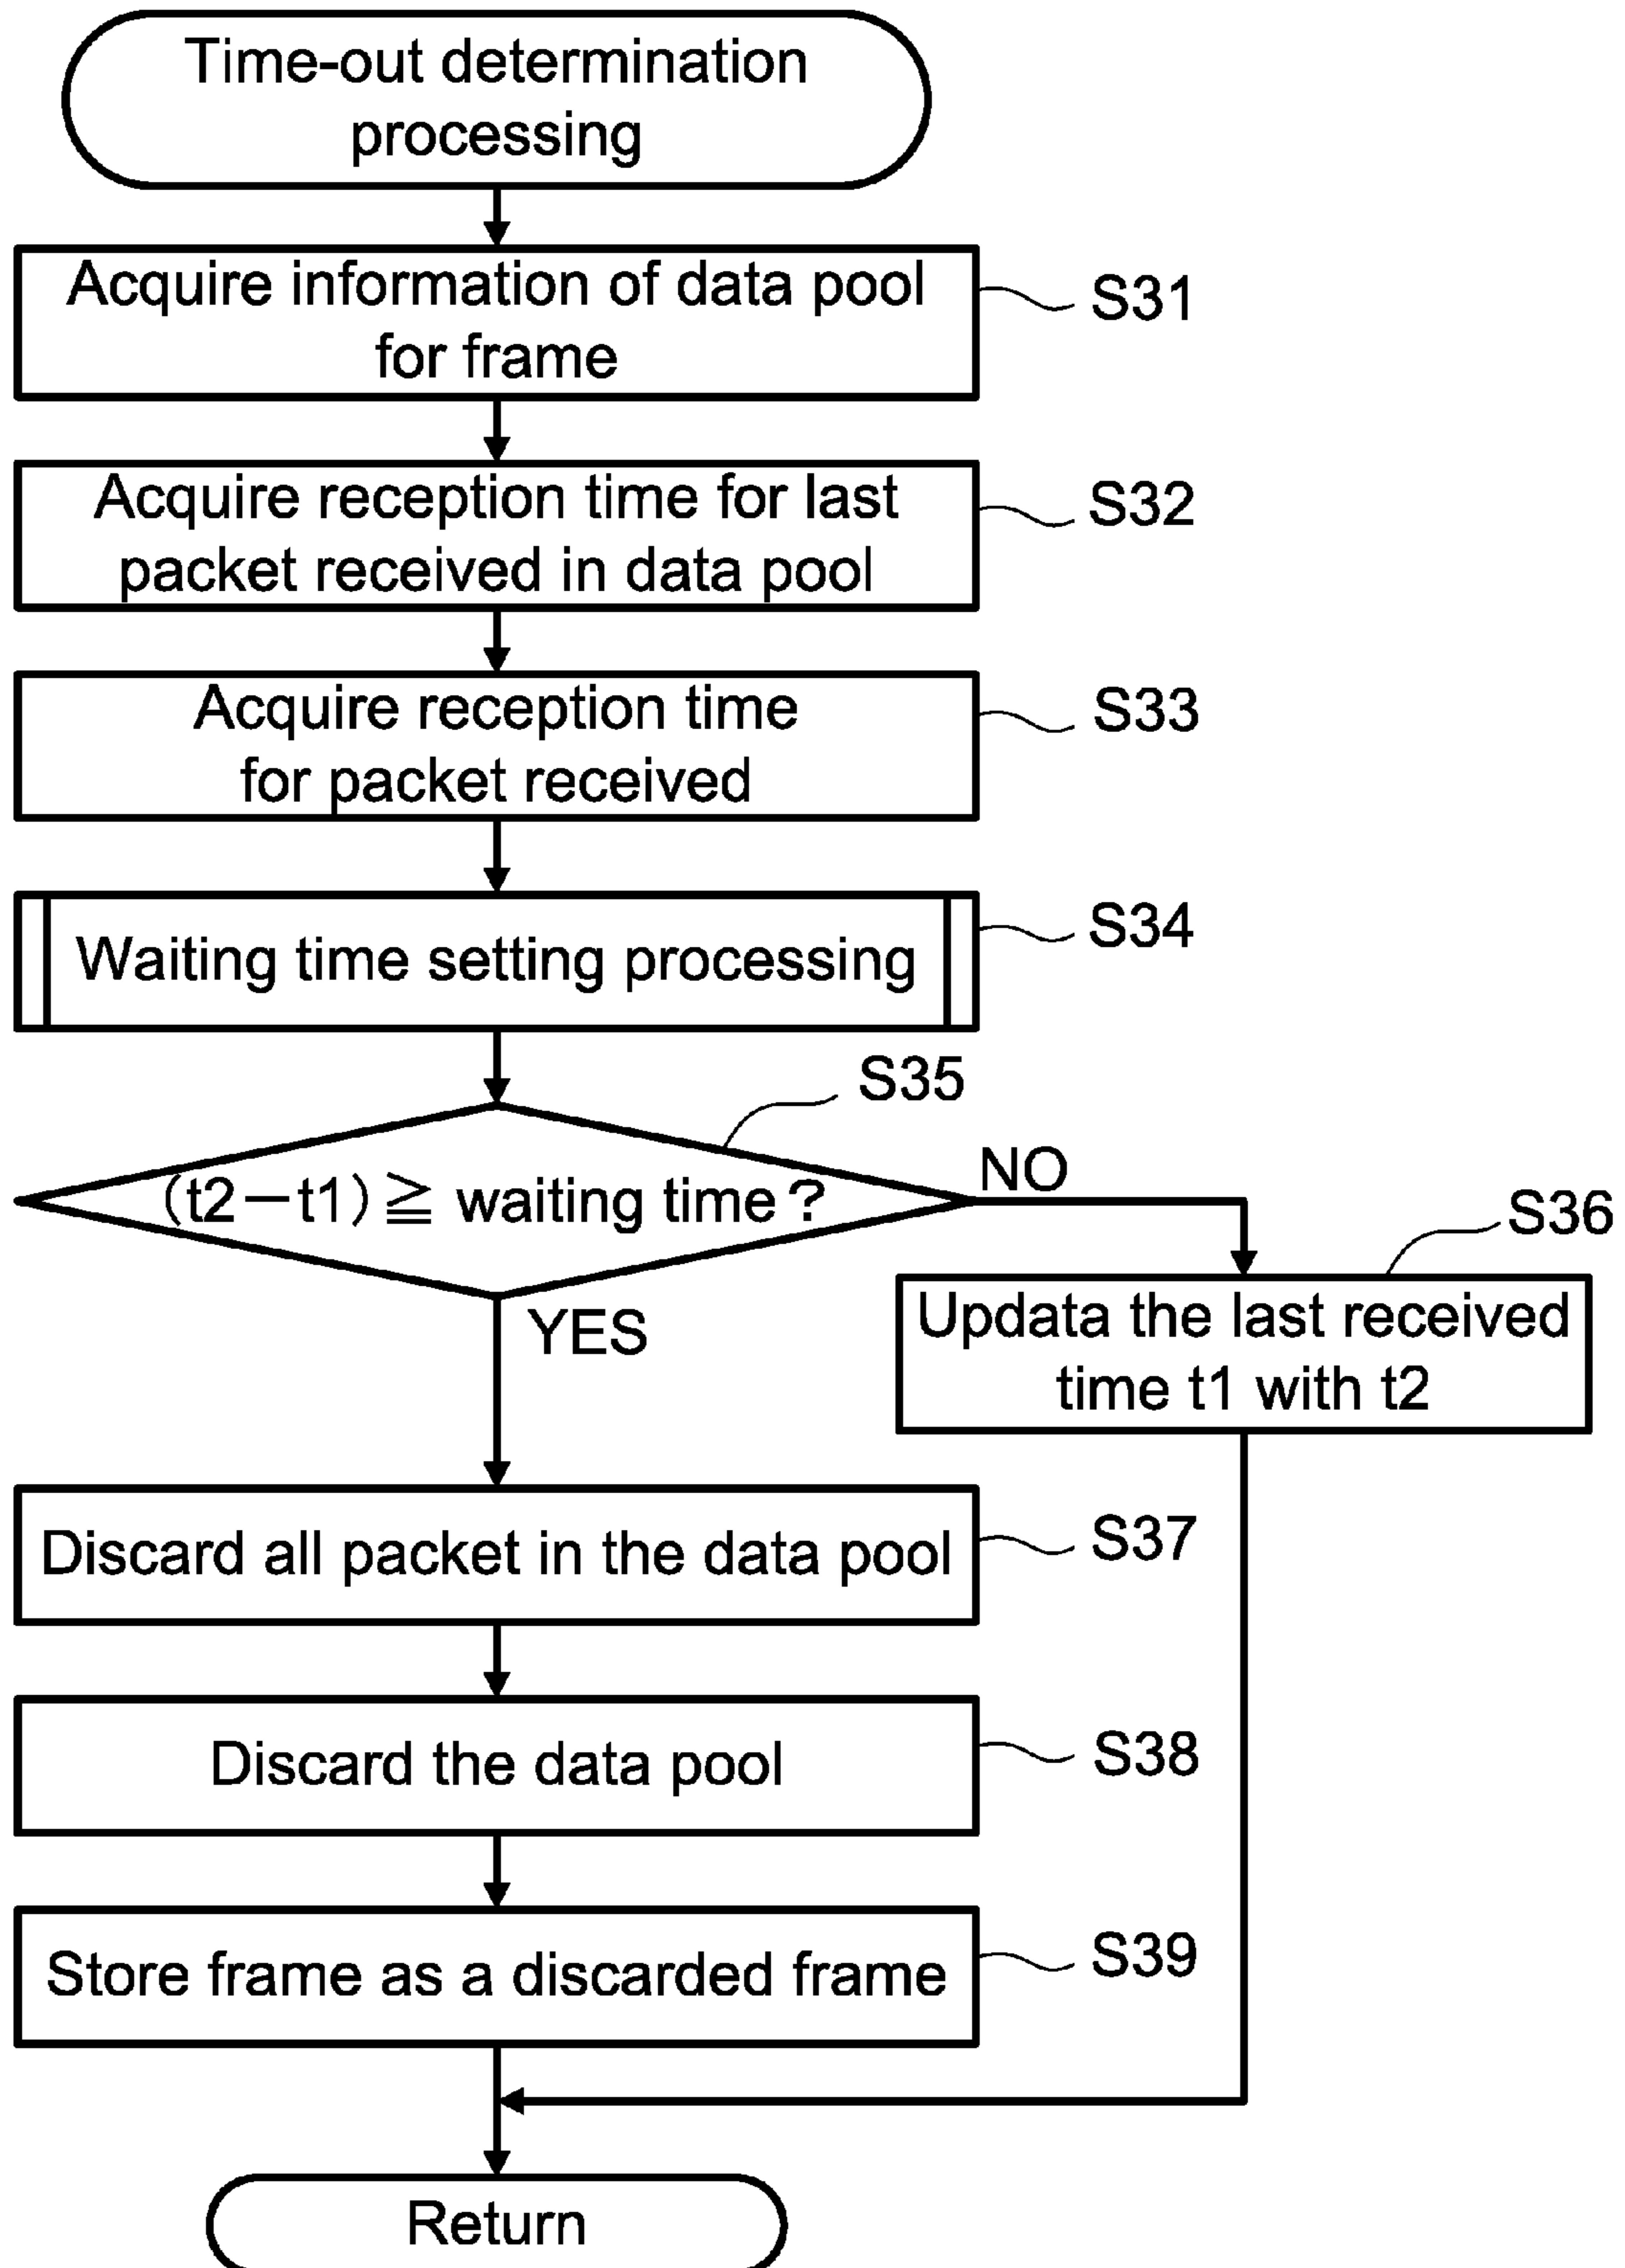 Time-out determination
processing
Acquire information of data pool
for frame
S31
Acquire reception time for last
packet received in data pool
S32
Acquire reception time
for packet received
S33
Waiting time setting processing
S34
S35
(t2−t1) ≧ waiting time ?
NO
YES
S36
Updata the last received
time t1 with t2
Discard all packet in the data pool
S37
Discard the data pool
S38
Store frame as a discarded frame
S39
Return